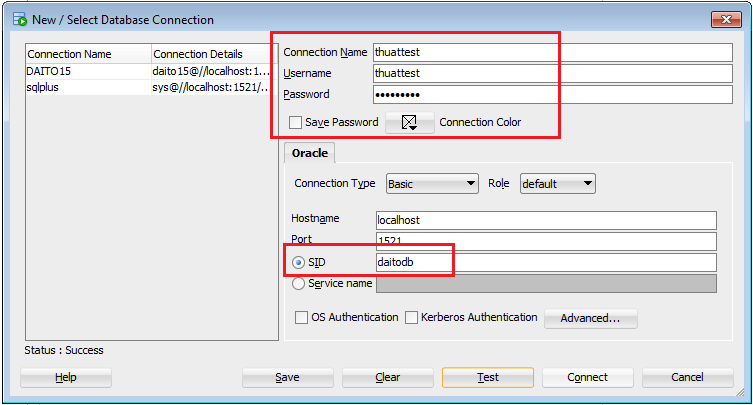 New / Select Database Connection
Connection Name Connection Details
DAITO15 daito15@//localhost:1...
sqlplus sys@//localhost:1521/...
Connection Name thuattest
Username thuattest
Password •••••••••
Save Password Connection Color
Oracle
Connection Type Basic Role default
Hostname localhost
Port 1521
SID daitodb
Service name
OS Authentication Kerberos Authentication Advanced...
Status : Success
Help Save Clear Test Connect Cancel